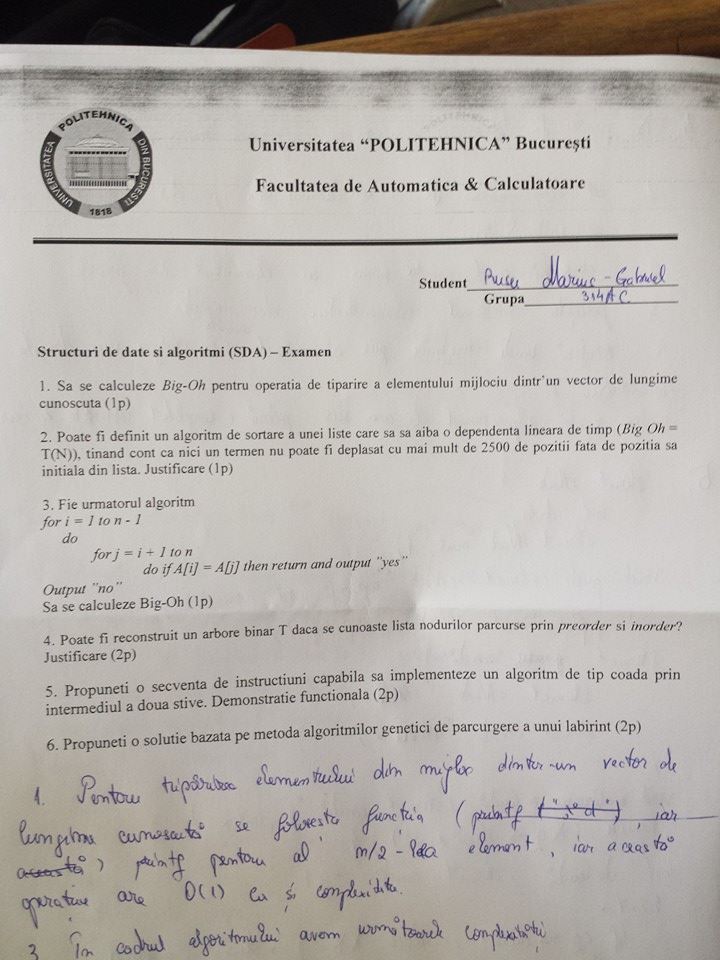 UNIVERSITATEA POLITEHNICA DIN BUCURESTI
1818
Universitatea “POLITEHNICA” București
Facultatea de Automatica & Calculatoare
Student Marius - Gabriel
Grupa 314AC
Structuri de date si algoritmi (SDA) – Examen
1. Sa se calculeze Big-Oh pentru operatia de tiparire a elementului mijlociu dintr'un vector de lungime
cunoscuta (1p)
2. Poate fi definit un algoritm de sortare a unei liste care sa sa aiba o dependenta lineara de timp (Big Oh =
T(N)), tinand cont ca nici un termen nu poate fi deplasat cu mai mult de 2500 de pozitii fata de pozitia sa
initiala din lista. Justificare (1p)
3. Fie urmatorul algoritm
for i = 1 to n - 1
do
for j = i + 1 to n
do if A[i] = A[j] then return and output "yes"
Output "no"
Sa se calculeze Big-Oh (1p)
4. Poate fi reconstruit un arbore binar T daca se cunoaste lista nodurilor parcurse prin preorder si inorder?
Justificare (2p)
5. Propuneti o secventa de instructiuni capabila sa implementeze un algoritm de tip coada prin
intermediul a doua stive. Demonstratie functionala (2p)
6. Propuneti o solutie bazata pe metoda algoritmilor genetici de parcurgere a unui labirint (2p)
1. Pentru elementului din mijloc dintr-un vector de
lungime cunoscută se folosește funcția (printf , iar
printf pentru al n/2 - lea element, iar această
operație are O(1) ca și
3. În cadrul algoritmului avem următoarele